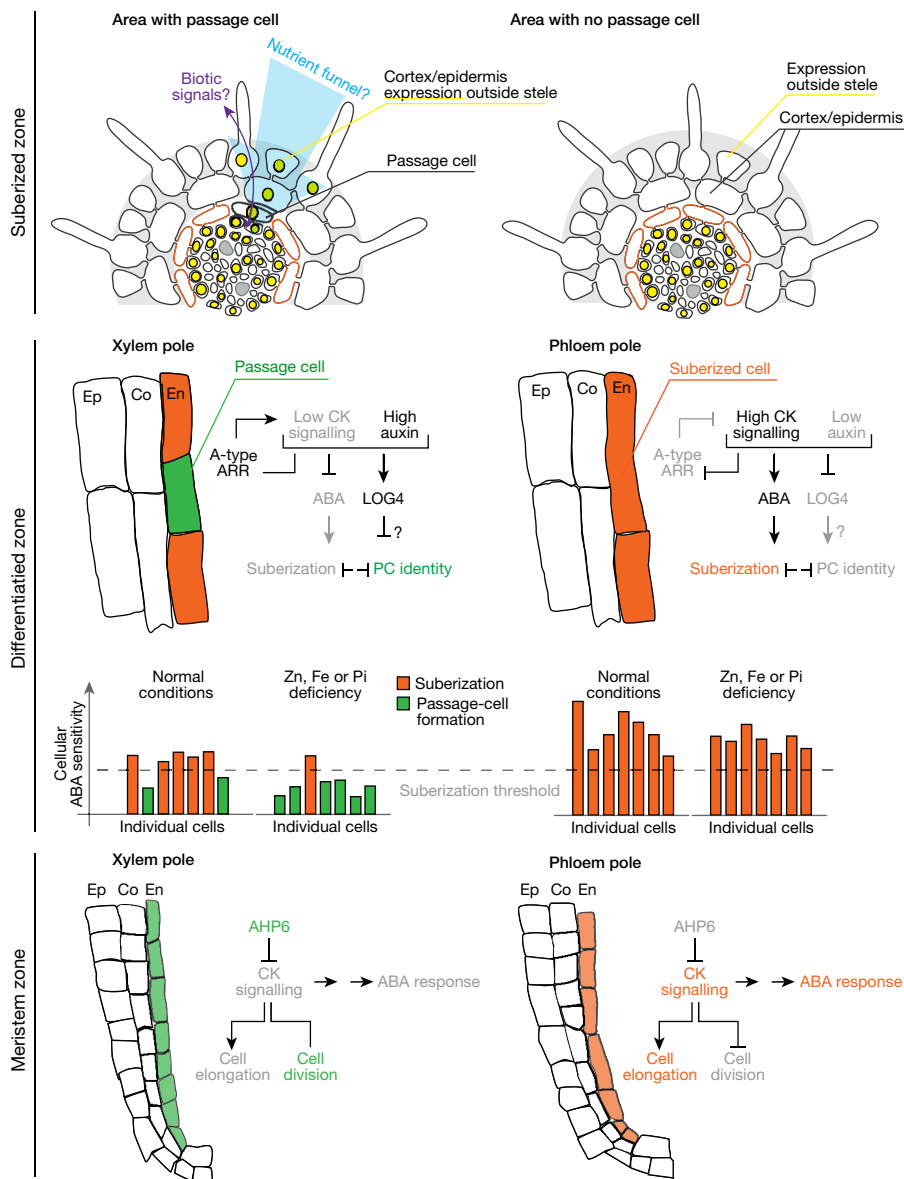 Area with passage cell
Area with no passage cell
Suberized zone
Nutrient funnel?
Biotic
signals?
Cortex/epidermis
expression outside stele
Passage cell
Expression
outside stele
Cortex/epidermis
Differentiatied zone
Xylem pole
Passage cell
Ep
Co
En
Low CK
signalling
High
auxin
A-type
ARR
ABA
LOG4
?
Suberization
PC identity
Phloem pole
Suberized cell
Ep
Co
En
High CK
signalling
Low
auxin
A-type
ARR
ABA
LOG4
?
Suberization
PC identity
Cellular
ABA sensitivity
Normal
conditions
Zn, Fe or Pi
deficiency
Suberization
Passage-cell
formation
Normal
conditions
Zn, Fe or Pi
deficiency
Suberization threshold
Individual cells
Individual cells
Individual cells
Individual cells
Meristem zone
Xylem pole
Ep
Co
En
AHP6
CK
signalling
ABA response
Cell
elongation
Cell
division
Phloem pole
Ep
Co
En
AHP6
CK
signalling
ABA response
Cell
elongation
Cell
division